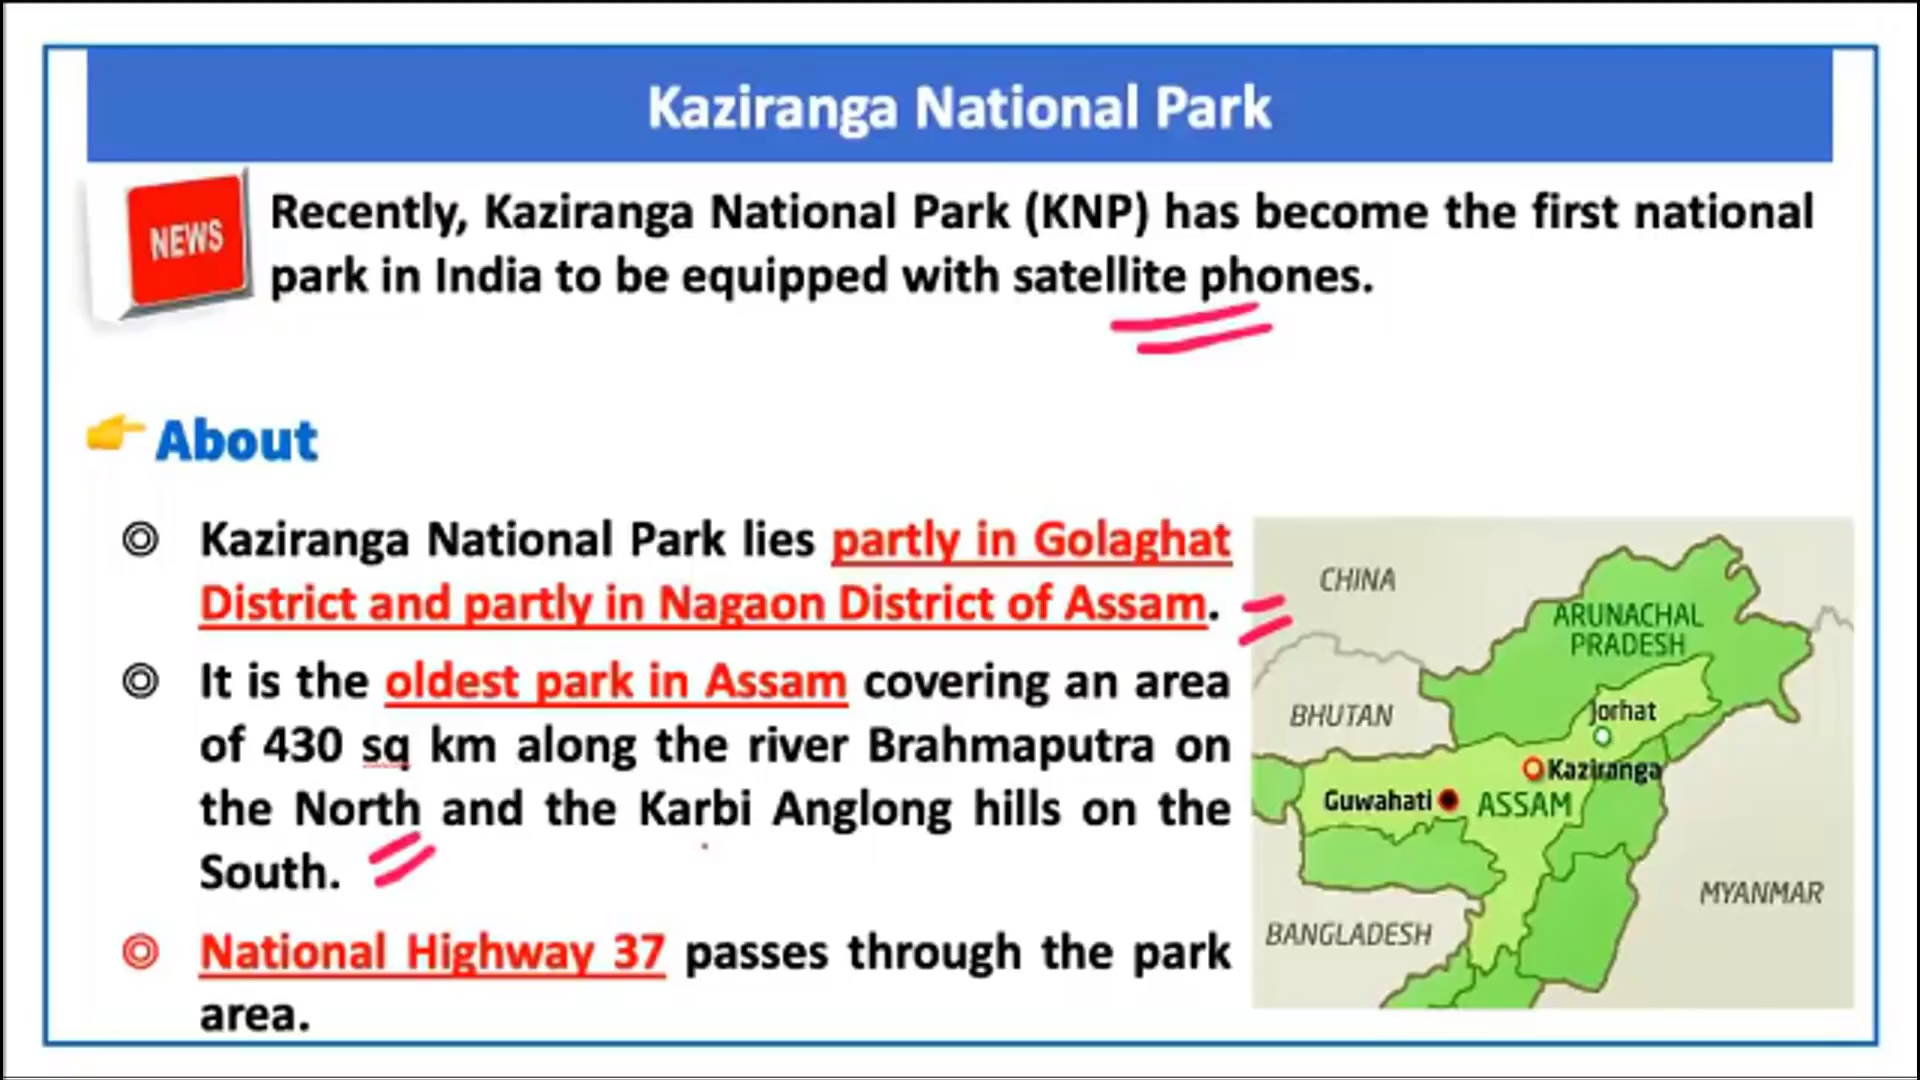 Kaziranga National Park
NEWS
Recently, Kaziranga National Park (KNP) has become the first national
park in India to be equipped with satellite phones.
About
Kaziranga National Park lies partly in Golaghat
District and partly in Nagaon District of Assam.
It is the oldest park in Assam covering an area
of 430 sq km along the river Brahmaputra on
the North and the Karbi Anglong hills on the
South.
National Highway 37 passes through the park
area.
CHINA
ARUNACHAL
PRADESH
BHUTAN
Jorhat
Kaziranga
Guwahati
ASSAM
MYANMAR
BANGLADESH